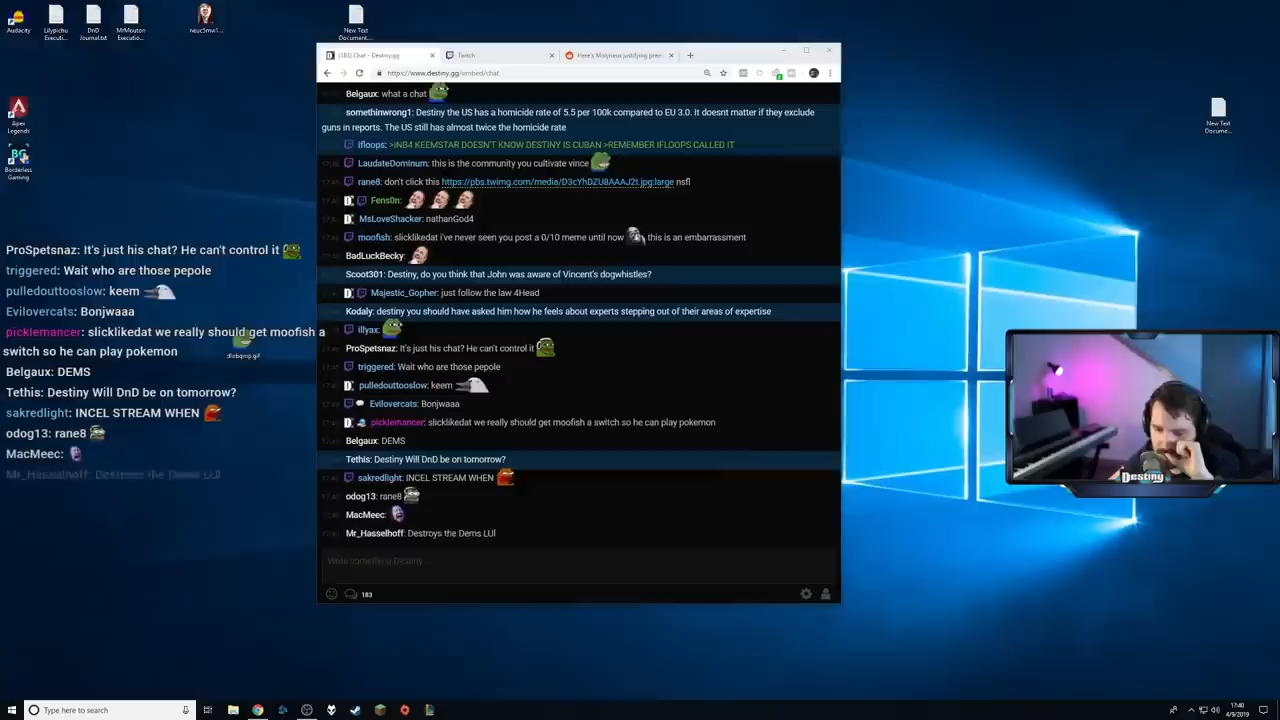 Audacity
Lilypichu Executi...
DnD Journal.txt
MrMouton Executio...
neuc5mw1...
New Text Document...
(183) Chat - Destiny.gg
Twitch
Here's Molyneux justifying prem
https://www.destiny.gg/embed/chat
Belgaux: what a chat
somethinwrong1: Destiny the US has a homicide rate of 5.5 per 100k compared to EU 3.0. It doesnt matter if they exclude
guns in reports. The US still has almost twice the homicide rate
ifloops: >INB4 KEEMSTAR DOESN'T KNOW DESTINY IS CUBAN >REMEMBER IFLOOPS CALLED IT
LaudateDominum: this is the community you cultivate vince
rane8: don't click this https://pbs.twimg.com/media/D3cYhDZU8AAAJ2t.jpg:large nsfl
Fens0n:
MsLoveShacker: nathanGod4
moofish: slicklikedat i've never seen you post a 0/10 meme until now this is an embarrassment
BadLuckBecky:
Scoot301: Destiny, do you think that John was aware of Vincent's dogwhistles?
Majestic_Gopher: just follow the law 4Head
Kodaly: destiny you should have asked him how he feels about experts stepping out of their areas of expertise
illyax:
ProSpetsnaz: It's just his chat? He can't control it
triggered: Wait who are those pepole
pulledouttooslow: keem
Evilovercats: Bonjwaaa
picklemancer: slicklikedat we really should get moofish a switch so he can play pokemon
Belgaux: DEMS
Tethis: Destiny Will DnD be on tomorrow?
sakredlight: INCEL STREAM WHEN
odog13: rane8
MacMeec:
Mr_Hasselhoff: Destroys the Dems LUl
Write something Destiny ...
183
Apex Legends
Borderless Gaming
ProSpetsnaz: It's just his chat? He can't control it
triggered: Wait who are those pepole
pulledouttooslow: keem
Evilovercats: Bonjwaaa
picklemancer: slicklikedat we really should get moofish a
switch so he can play pokemon
Belgaux: DEMS
Tethis: Destiny Will DnD be on tomorrow?
sakredlight: INCEL STREAM WHEN
odog13: rane8
MacMeec:
Mr_Hasselhoff: Destroys the Dems LUl
New Text Docume...
Destiny
Type here to search
17:40
4/9/2019